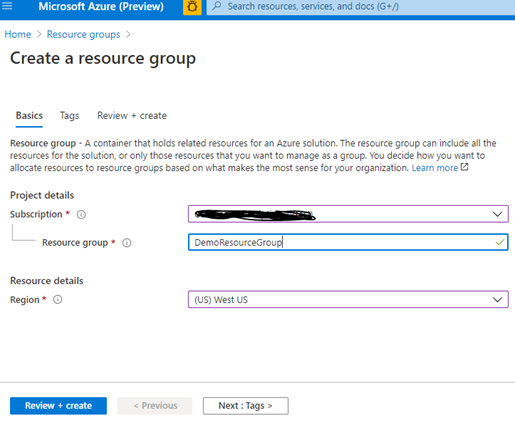 Microsoft Azure (Preview)
Search resources, services, and docs (G+/)
Home > Resource groups >
Create a resource group
Basics Tags Review + create
Resource group - A container that holds related resources for an Azure solution. The resource group can include all the
resources for the solution, or only those resources that you want to manage as a group. You decide how you want to
allocate resources to resource groups based on what makes the most sense for your organization. Learn more
Project details
Subscription *
Resource group * DemoResourceGroup
Resource details
Region * (US) West US
Review + create < Previous Next : Tags >